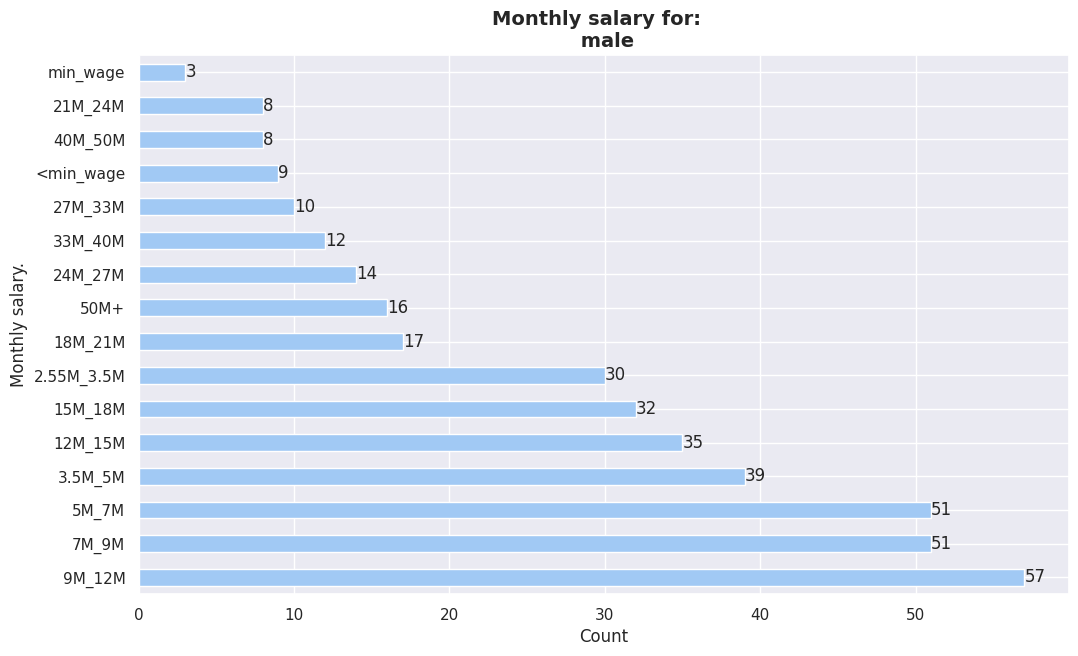 Monthly salary for:
male
min_wage 3
21M_24M 8
40M_50M 8
<min_wage 9
27M_33M 10
33M_40M 12
24M_27M 14
50M+ 16
18M_21M 17
2.55M_3.5M 30
15M_18M 32
12M_15M 35
3.5M_5M 39
5M_7M 51
7M_9M 51
9M_12M 57
Monthly salary.
0 10 20 30 40 50
Count